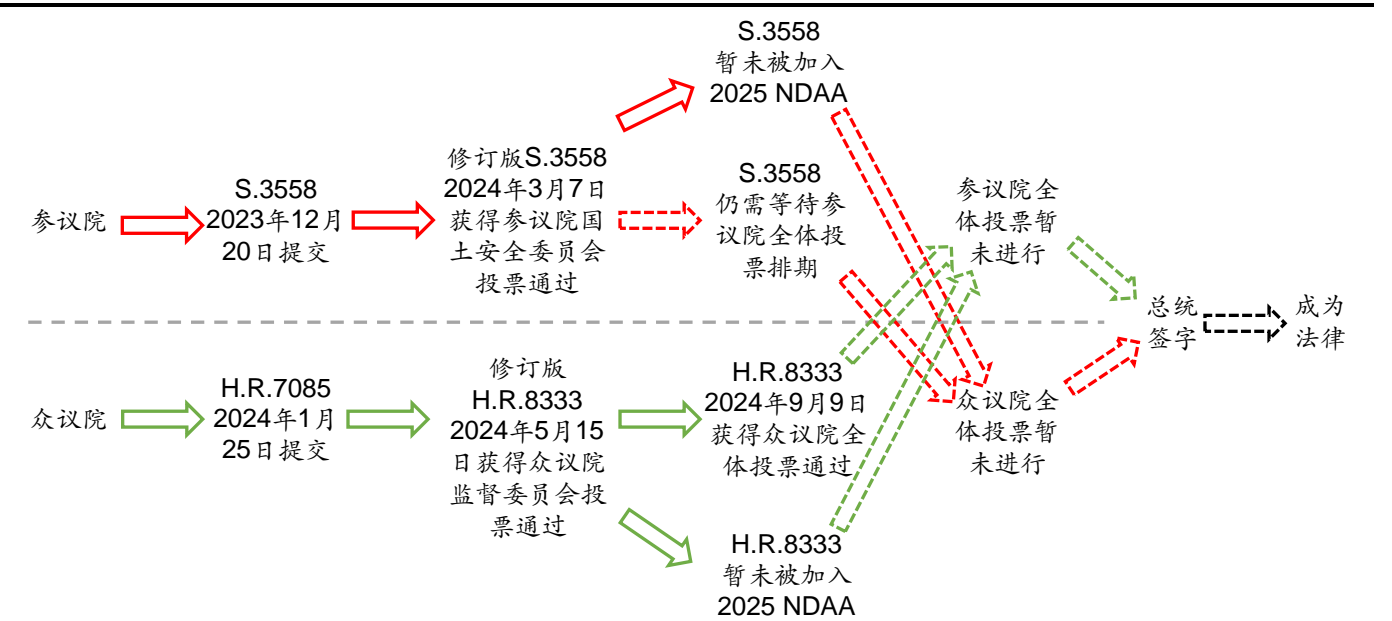 S.3558
暂未被加入
2025 NDAA
修订版S.3558
2024年3月7日
获得参议院国
土安全委员会
投票通过
S.3558
仍需等待参
议院全体投
票排期
参议院全
体投票暂
未进行
参议院
S.3558
2023年12月
20日提交
总统
签字
成为
法律
众议院
H.R.7085
2024年1月
25日提交
修订版
H.R.8333
2024年5月15
日获得众议院
监督委员会投
票通过
H.R.8333
2024年9月9日
获得众议院全
体投票通过
众议院全
体投票暂
未进行
H.R.8333
暂未被加入
2025 NDAA